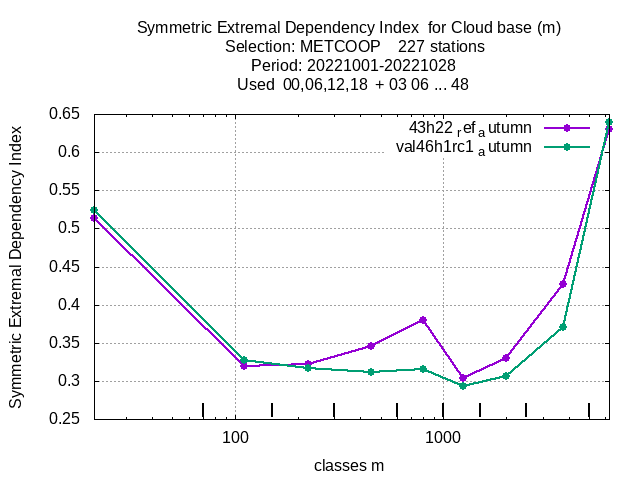 Symmetric Extremal Dependency Index  for Cloud base (m)
Selection: METCOOP    227 stations
Period: 20221001-20221028
Used  00,06,12,18  + 03 06 ... 48
43h22 ref autumn
val46h1rc1 autumn
Symmetric Extremal Dependency Index
0.65
0.6
0.55
0.5
0.45
0.4
0.35
0.3
0.25
100
1000
classes m